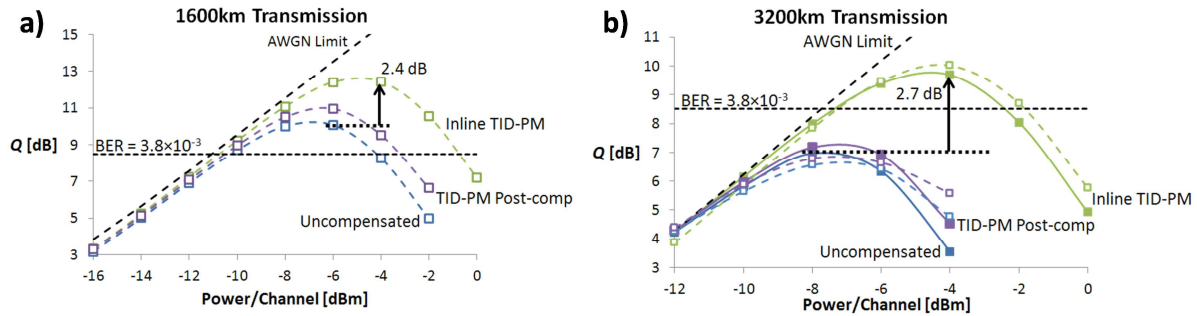 a)
1600km Transmission
15
13
11
9
7
5
3
Q [dB]
AWGN Limit
2.4 dB
BER = 3.8×10⁻³
Inline TID-PM
TID-PM Post-comp
Uncompensated
-16 -14 -12 -10 -8 -6 -4 -2 0
Power/Channel [dBm]
b)
3200km Transmission
11
10
9
8
7
6
5
4
3
Q [dB]
AWGN Limit
BER = 3.8×10⁻³
2.7 dB
Inline TID-PM
TID-PM Post-comp
Uncompensated
-12 -10 -8 -6 -4 -2 0
Power/Channel [dBm]